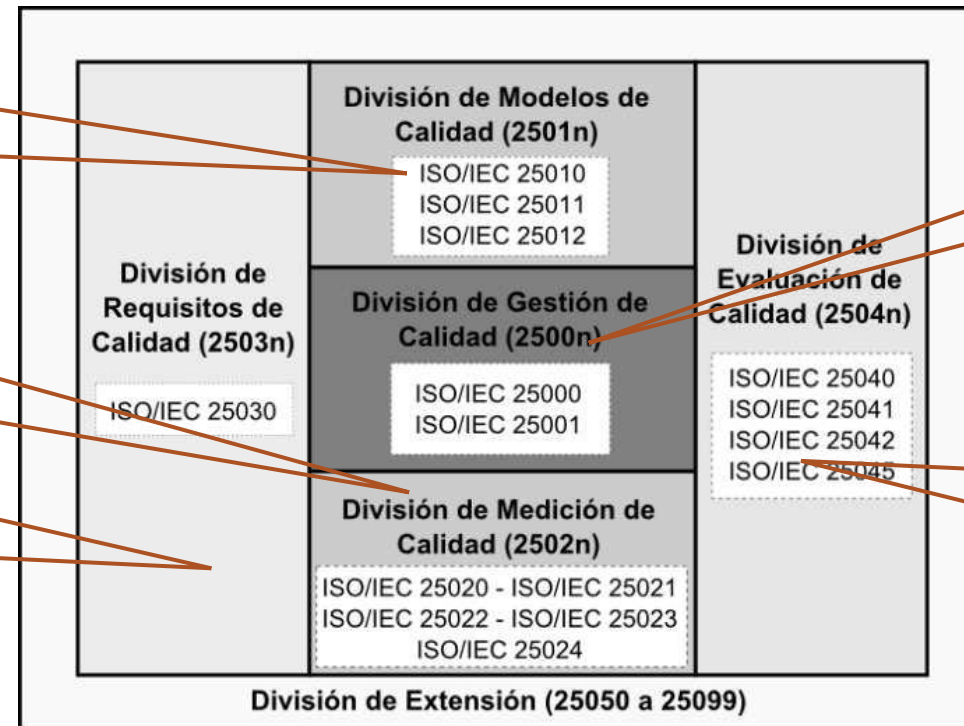 División de Modelos de
Calidad (2501n)
ISO/IEC 25010
ISO/IEC 25011
ISO/IEC 25012
División de
Requisitos de
Calidad (2503n)
ISO/IEC 25030
División de Gestión de
Calidad (2500n)
ISO/IEC 25000
ISO/IEC 25001
División de
Evaluación de
Calidad (2504n)
ISO/IEC 25040
ISO/IEC 25041
ISO/IEC 25042
ISO/IEC 25045
División de Medición de
Calidad (2502n)
ISO/IEC 25020 - ISO/IEC 25021
ISO/IEC 25022 - ISO/IEC 25023
ISO/IEC 25024
División de Extensión (25050 a 25099)